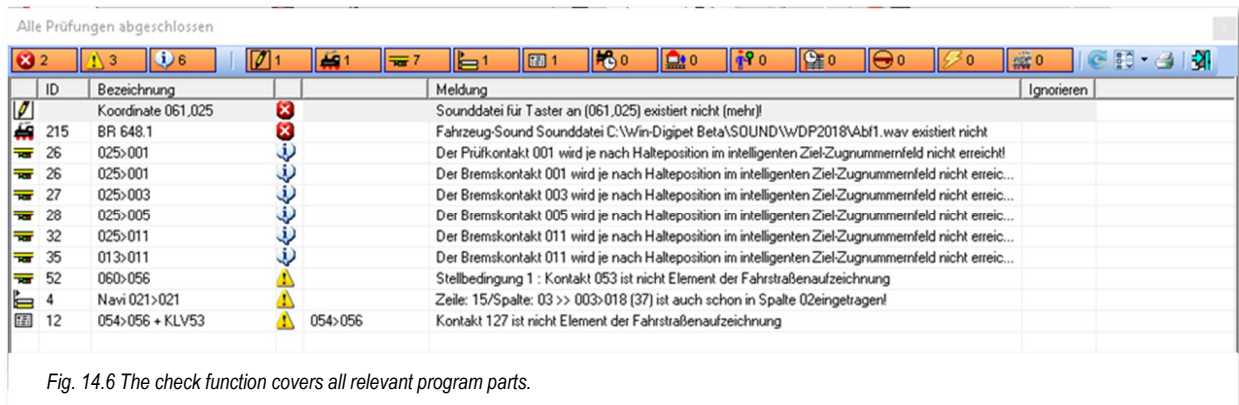 Alle Prüfungen abgeschlossen
2 3 6 1 1 7 1 1 0 0 0 0 0 0 0
ID Bezeichnung Meldung Ignorieren
Koordinate 061,025 Sounddatei für Taster an (061,025) existiert nicht (mehr)!
215 BR 648.1 Fahrzeug-Sound Sounddatei C:\Win-Digipet Beta\SOUND\WDP2018\Abf1.wav existiert nicht
26 025>001 Der Prüfkontakt 001 wird je nach Halteposition im intelligenten Ziel-Zugnummernfeld nicht erreicht!
26 025>001 Der Bremskontakt 001 wird je nach Halteposition im intelligenten Ziel-Zugnummernfeld nicht erreic...
27 025>003 Der Bremskontakt 003 wird je nach Halteposition im intelligenten Ziel-Zugnummernfeld nicht erreic...
28 025>005 Der Bremskontakt 005 wird je nach Halteposition im intelligenten Ziel-Zugnummernfeld nicht erreic...
32 025>011 Der Bremskontakt 011 wird je nach Halteposition im intelligenten Ziel-Zugnummernfeld nicht erreic...
35 013>011 Der Bremskontakt 011 wird je nach Halteposition im intelligenten Ziel-Zugnummernfeld nicht erreic...
52 060>056 Stellbedingung 1 : Kontakt 053 ist nicht Element der Fahrstraßenaufzeichnung
4 Navi 021>021 Zeile: 15/Spalte: 03 >> 003>018 (37) ist auch schon in Spalte 02eingetragen!
12 054>056 + KLV53 054>056 Kontakt 127 ist nicht Element der Fahrstraßenaufzeichnung
Fig. 14.6 The check function covers all relevant program parts.